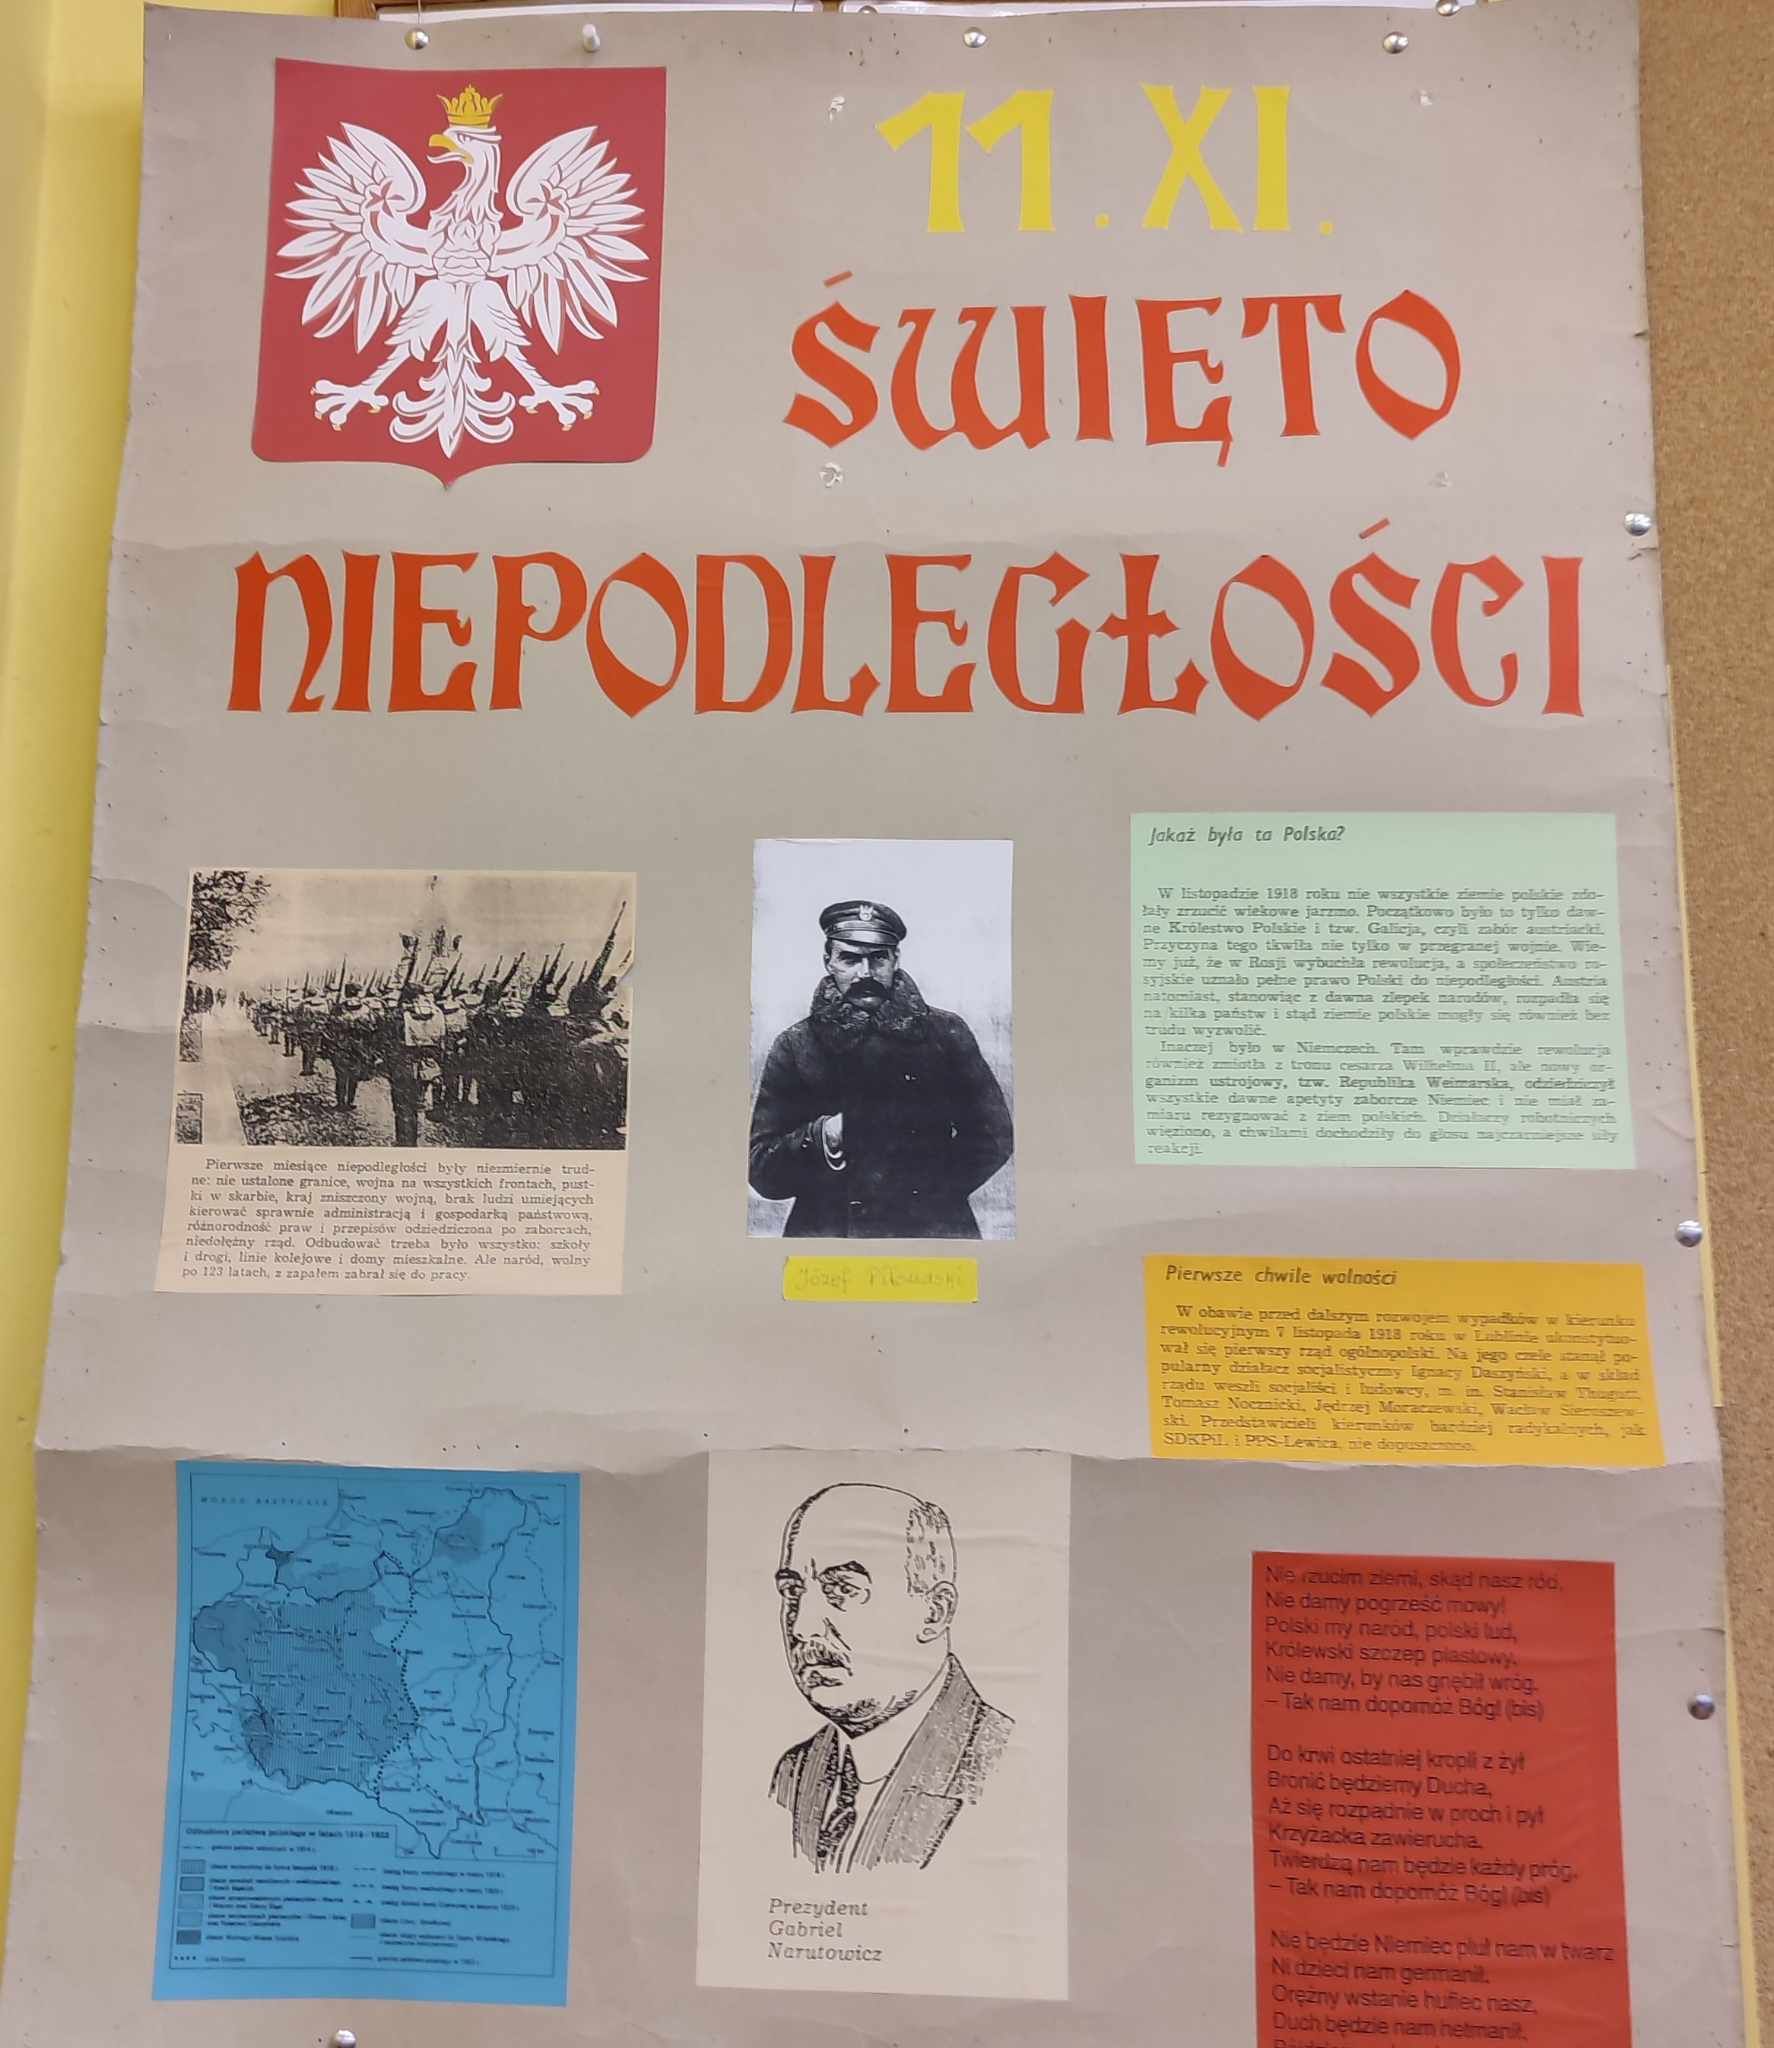 11. XI.
ŚWIĘTO
NIEPODLEGŁOŚCI
Pierwsze miesiące niepodległości były niezmiernie trud-
ne: nie ustalone granice, wojna na wszystkich frontach, pust-
ki w skarbie, kraj zniszczony wojną, brak ludzi umiejących
kierować sprawnie administracją i gospodarką państwową,
różnorodność praw i przepisów odziedziczona po zaborcach,
niedołężny rząd. Odbudować trzeba było wszystko: szkoły
i drogi, linie kolejowe i domy mieszkalne. Ale naród, wolny
po 123 latach, z zapałem zabrał się do pracy.
Józef Piłsudski
Jakaż była ta Polska?
W listopadzie 1918 roku nie wszystkie ziemie polskie zdo-
łały zrzucić wiekowe jarzmo. Początkowo było to tylko daw-
ne Królestwo Polskie i tzw. Galicja, czyli zabór austriacki.
Przyczyna tego tkwiła nie tylko w przegranej wojnie. Wie-
my już, że w Rosji wybuchła rewolucja, a społeczeństwo ro-
syjskie uznało pełne prawo Polski do niepodległości. Austria
natomiast, stanowiąc z dawna zlepek narodów, rozpadła się
na kilka państw i stąd ziemie polskie mogły się również bez
trudu wyzwolić.
Inaczej było w Niemczech. Tam wprawdzie rewolucja
również zmiotła z tronu cesarza Wilhelma II, ale nowy or-
ganizm ustrojowy, tzw. Republika Weimarska, odziedziczył
wszystkie dawne apetyty zaborcze Niemiec i nie miał za-
miaru rezygnować z ziem polskich. Działaczy robotniczych
więziono, a chwilami dochodziły do głosu najczarniejsze siły
reakcji.
Pierwsze chwile wolności
W obawie przed dalszym rozwojem wypadków w kierunku
rewolucyjnym 7 listopada 1918 roku w Lublinie ukonstytuo-
wał się pierwszy rząd ogólnopolski. Na jego czele stanął po-
pularny działacz socjalistyczny Ignacy Daszyński, a w skład
rządu weszli socjaliści i ludowcy, m. in. Stanisław Thugutt,
Tomasz Nocznicki, Jędrzej Moraczewski, Wacław Sieroszew-
ski. Przedstawicieli kierunków bardziej radykalnych, jak
SDKPiL i PPS-Lewica, nie dopuszczono.
MORZE BAŁTYCKIE
Odbudowa państwa polskiego w latach 1918-1922
Prezydent
Gabriel
Narutowicz
Nie rzucim ziemi, skąd nasz ród,
Nie damy pogrześć mowy!
Polski my naród, polski lud,
Królewski szczep piastowy.
Nie damy, by nas gnębił wróg.
– Tak nam dopomóż Bóg! (bis)
Do krwi ostatniej kropli z żył
Bronić będziemy Ducha,
Aż się rozpadnie w proch i pył
Krzyżacka zawierucha.
Twierdzą nam będzie każdy próg.
– Tak nam dopomóż Bóg! (bis)
Nie będzie Niemiec pluł nam w twarz
Ni dzieci nam germanił.
Orężny wstanie hufiec nasz,
Duch będzie nam hetmanił.